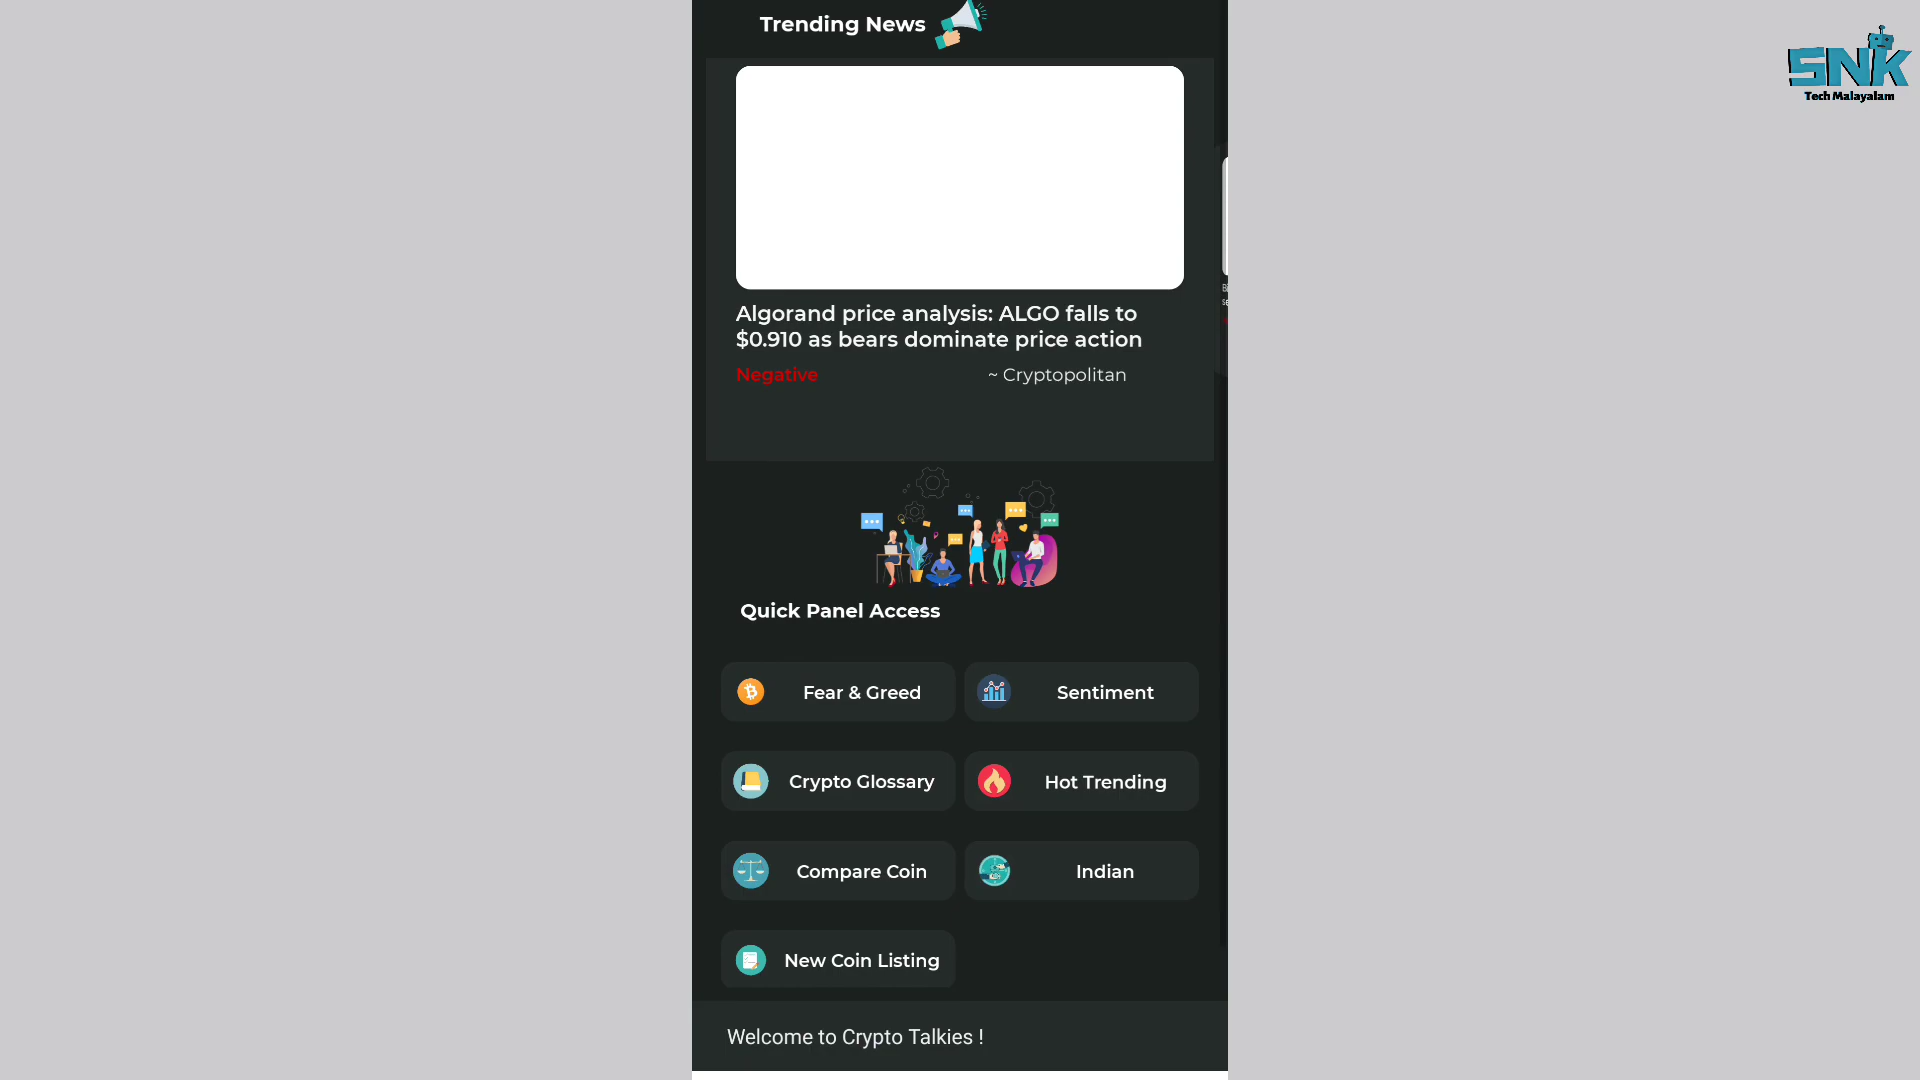 Trending News
SNK
Tech Malayalam
Algorand price analysis: ALGO falls to
$0.910 as bears dominate price action
Negative
~ Cryptopolitan
Quick Panel Access
Fear & Greed
Sentiment
Crypto Glossary
Hot Trending
Compare Coin
Indian
New Coin Listing
Welcome to Crypto Talkies !